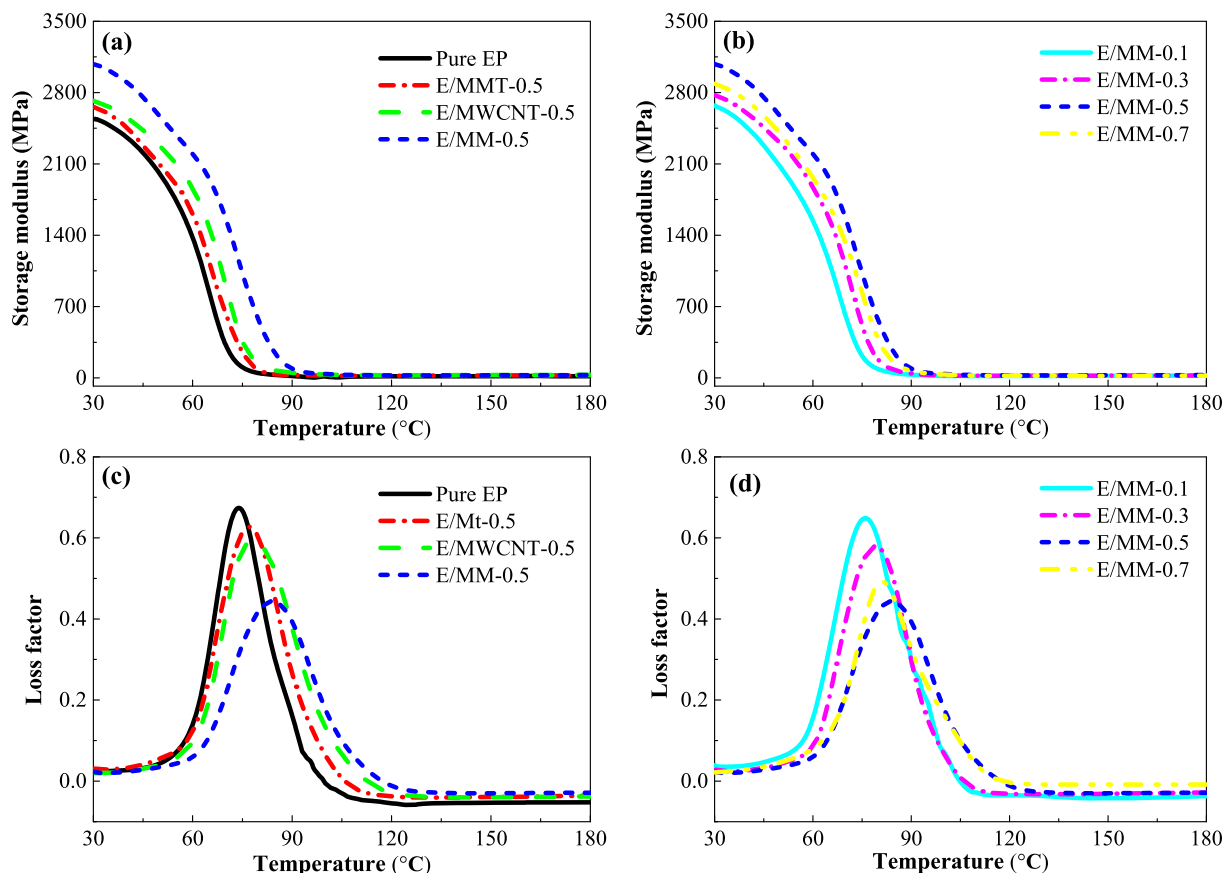 (a)
Pure EP
E/MMT-0.5
E/MWCNT-0.5
E/MM-0.5
3500
2800
2100
1400
700
0
Storage modulus (MPa)
30 60 90 120 150 180
Temperature (°C)
(b)
E/MM-0.1
E/MM-0.3
E/MM-0.5
E/MM-0.7
3500
2800
2100
1400
700
0
Storage modulus (MPa)
30 60 90 120 150 180
Temperature (°C)
(c)
Pure EP
E/Mt-0.5
E/MWCNT-0.5
E/MM-0.5
0.8
0.6
0.4
0.2
0.0
Loss factor
30 60 90 120 150 180
Temperature (°C)
(d)
E/MM-0.1
E/MM-0.3
E/MM-0.5
E/MM-0.7
0.8
0.6
0.4
0.2
0.0
Loss factor
30 60 90 120 150 180
Temperature (°C)